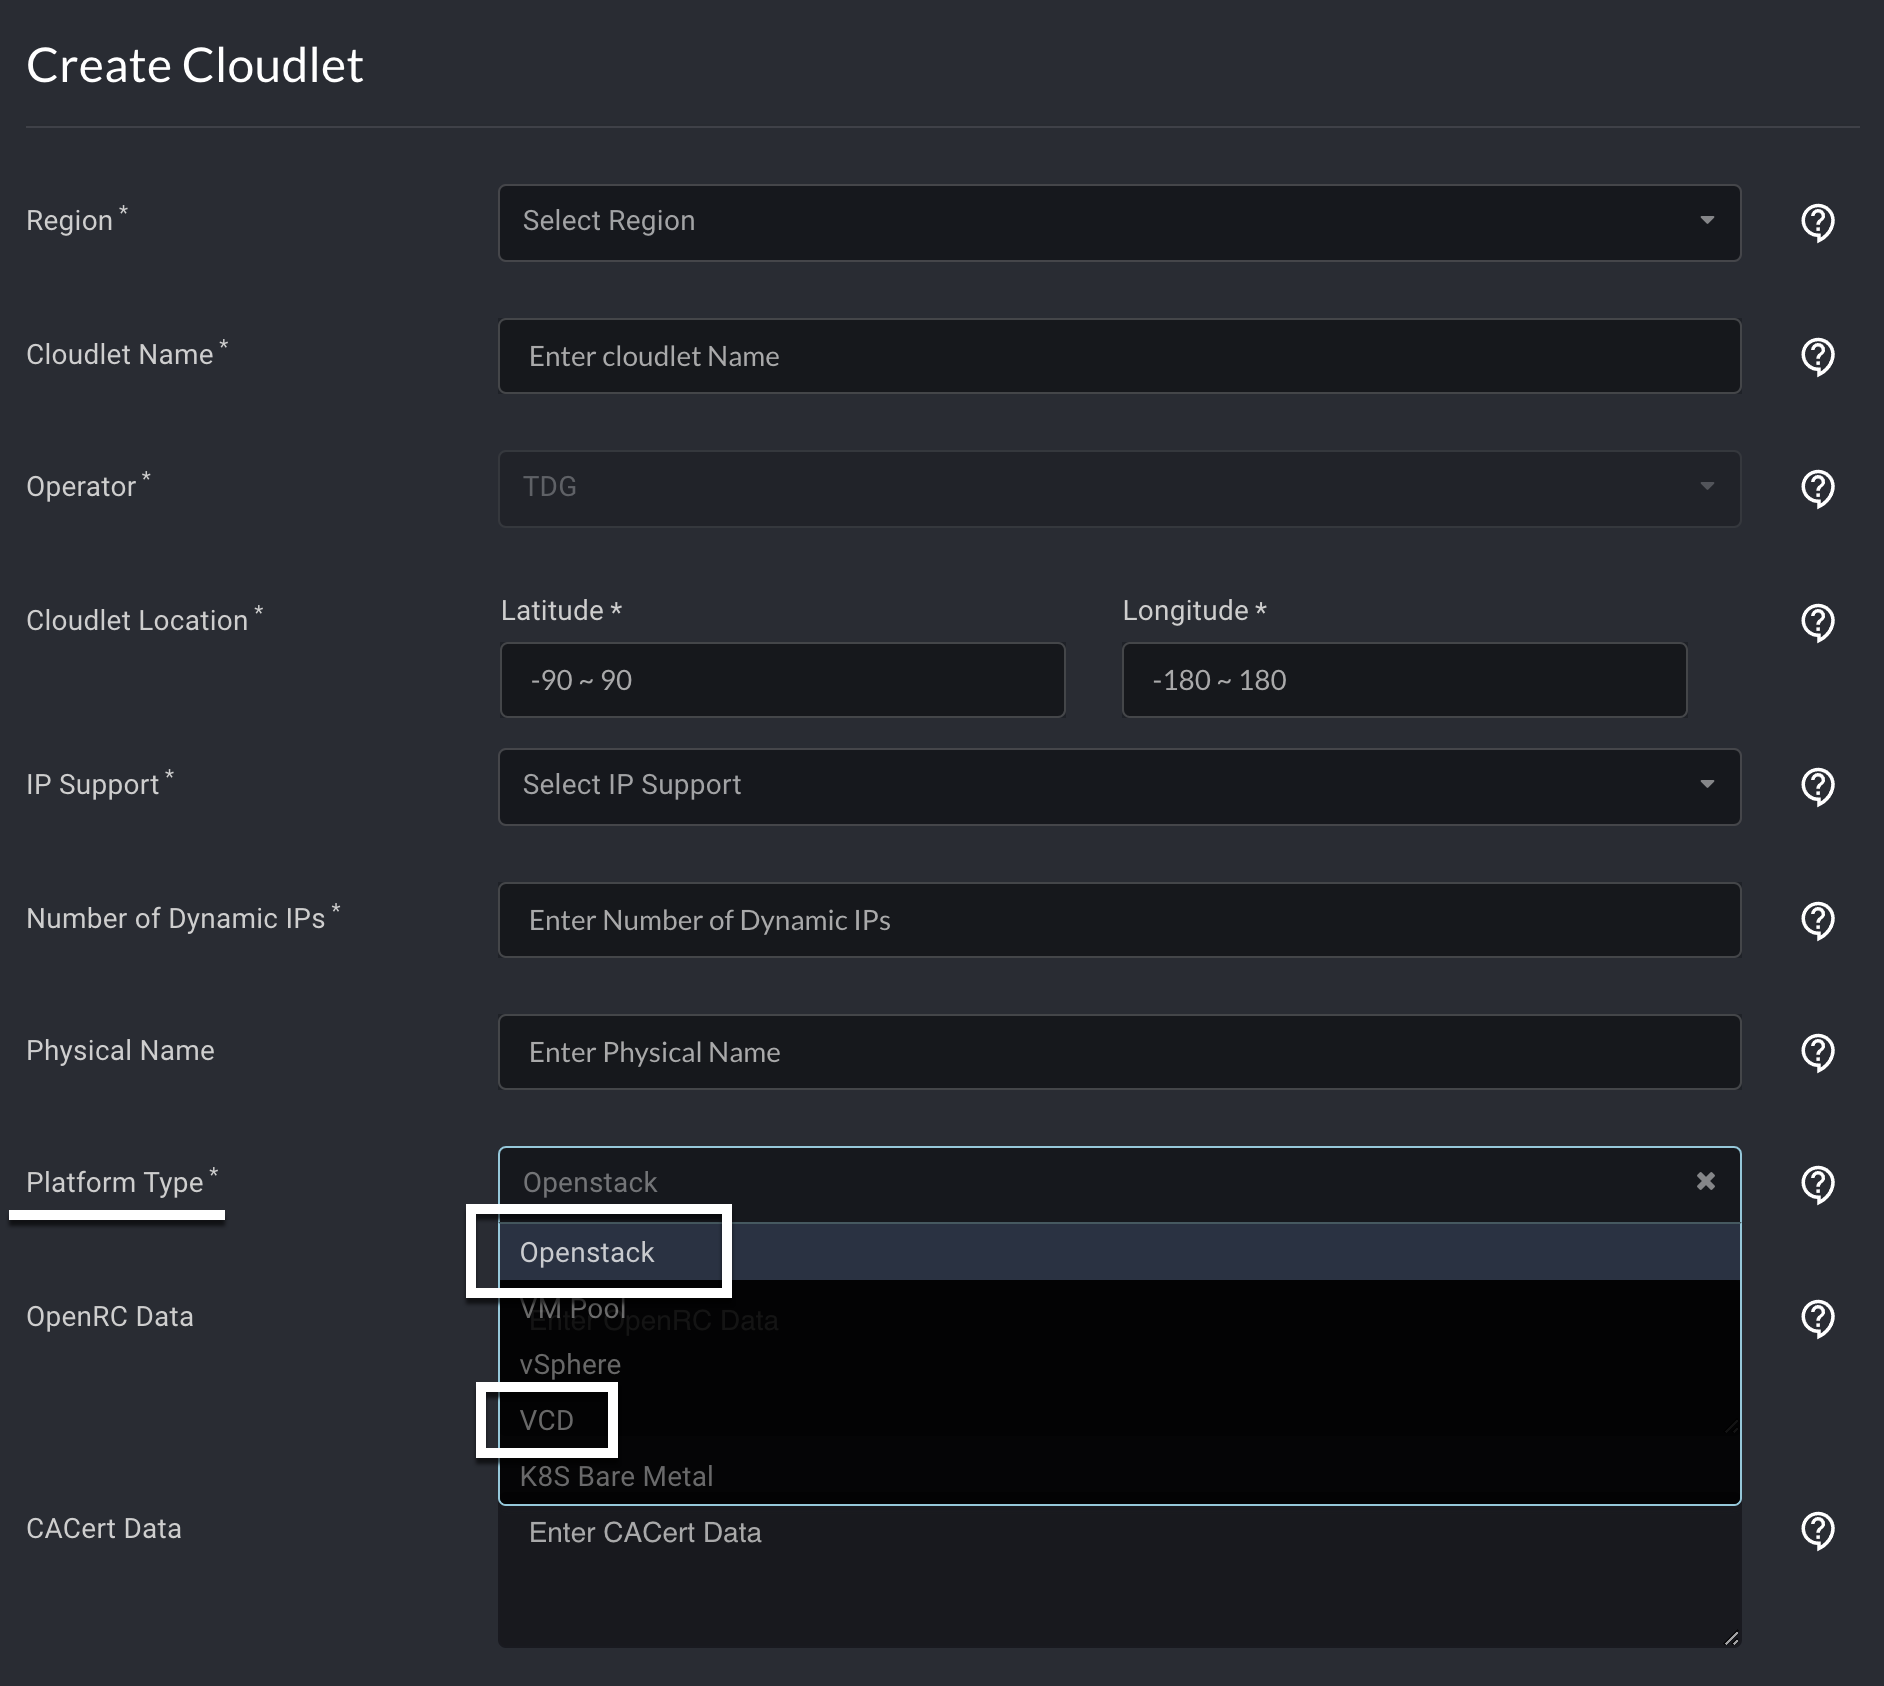 Create Cloudlet
Region *
Select Region
Cloudlet Name *
Enter cloudlet Name
Operator *
TDG
Cloudlet Location *
Latitude *
Longitude *
-90 ~ 90
-180 ~ 180
IP Support *
Select IP Support
Number of Dynamic IPs *
Enter Number of Dynamic IPs
Physical Name
Enter Physical Name
Platform Type *
Openstack
Openstack
VM Pool
OpenRC Data
Enter OpenRC Data
vSphere
VCD
K8S Bare Metal
CACert Data
Enter CACert Data